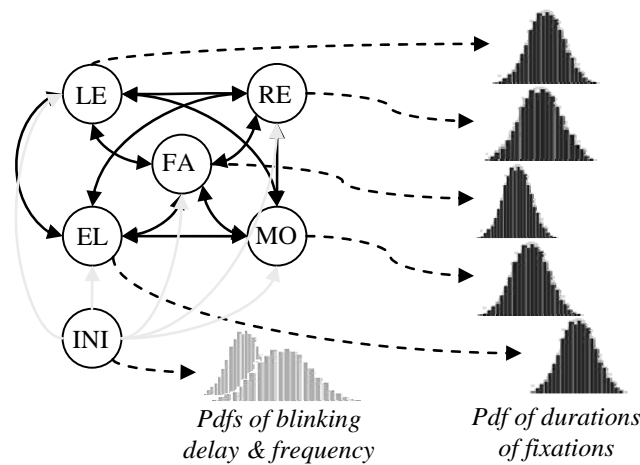 LE
RE
FA
EL
MO
INI
Pdfs of blinking
delay & frequency
Pdf of durations
of fixations